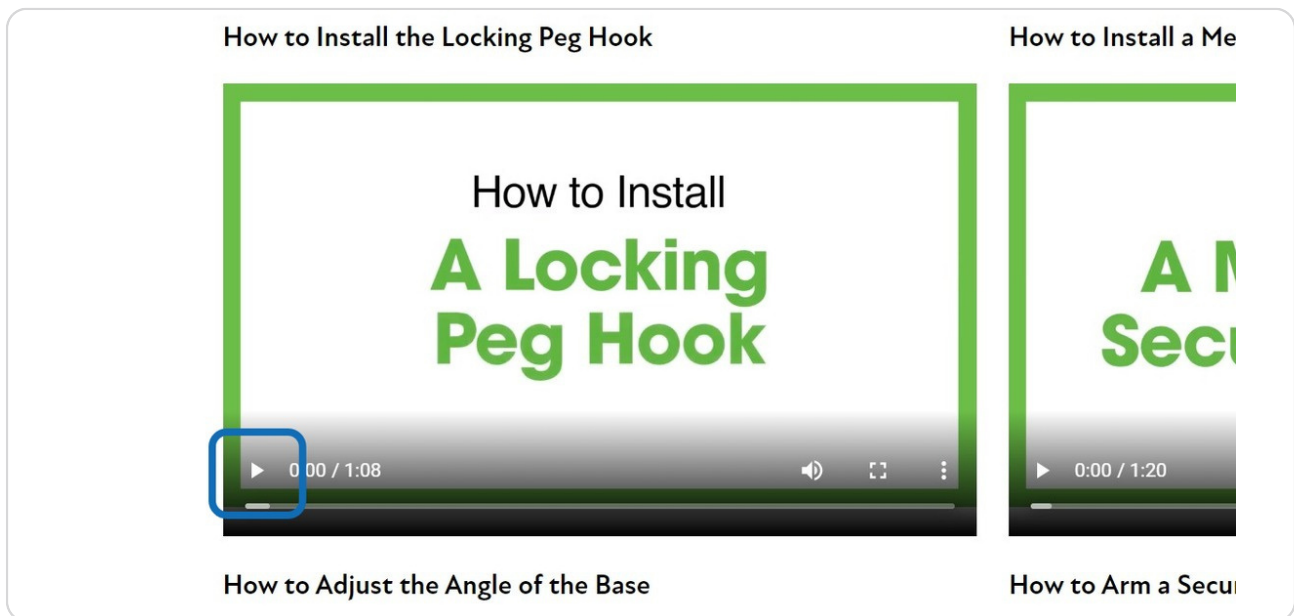 How to Install the Locking Peg Hook
How to Install a Me
How to Install
A Locking
Peg Hook
0:00 / 1:08
A M
Secu
0:00 / 1:20
How to Adjust the Angle of the Base
How to Arm a Secu